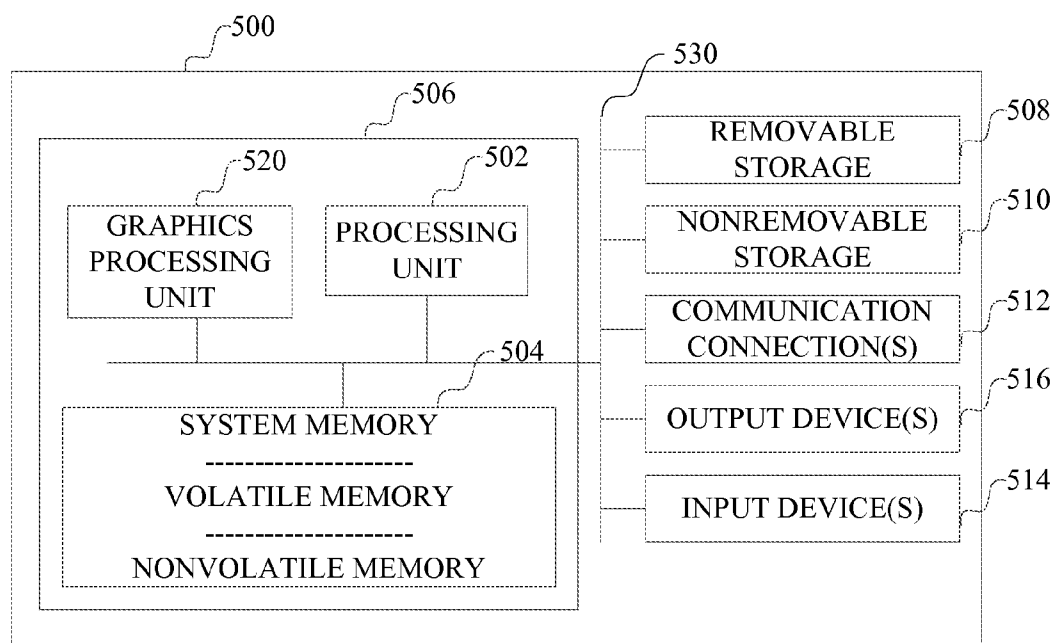 500
530
506
508
REMOVABLE
STORAGE
520
502
GRAPHICS
PROCESSING
UNIT
PROCESSING
UNIT
510
NONREMOVABLE
STORAGE
512
COMMUNICATION
CONNECTION(S)
504
516
SYSTEM MEMORY
VOLATILE MEMORY
NONVOLATILE MEMORY
OUTPUT DEVICE(S)
514
INPUT DEVICE(S)